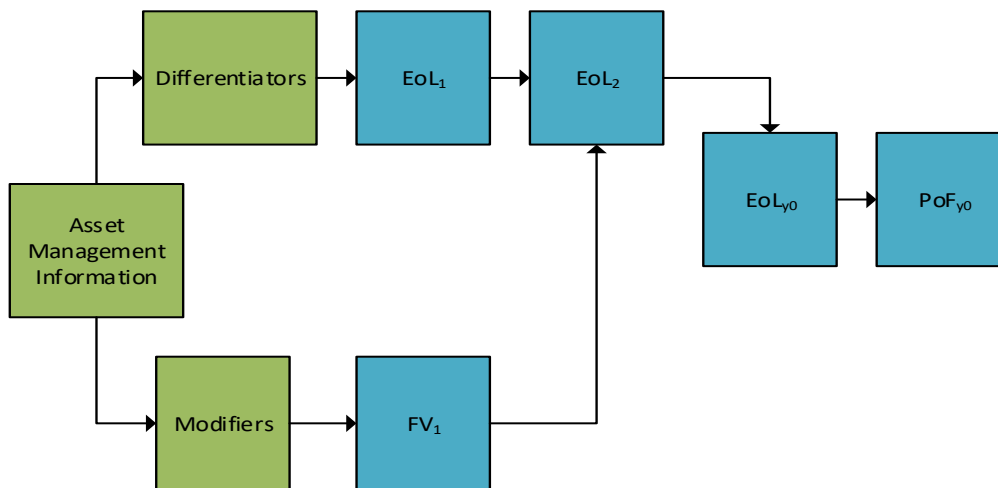 Differentiators
EoL₁
EoL₂
EoLy0
PoFy0
Asset
Management
Information
Modifiers
FV₁